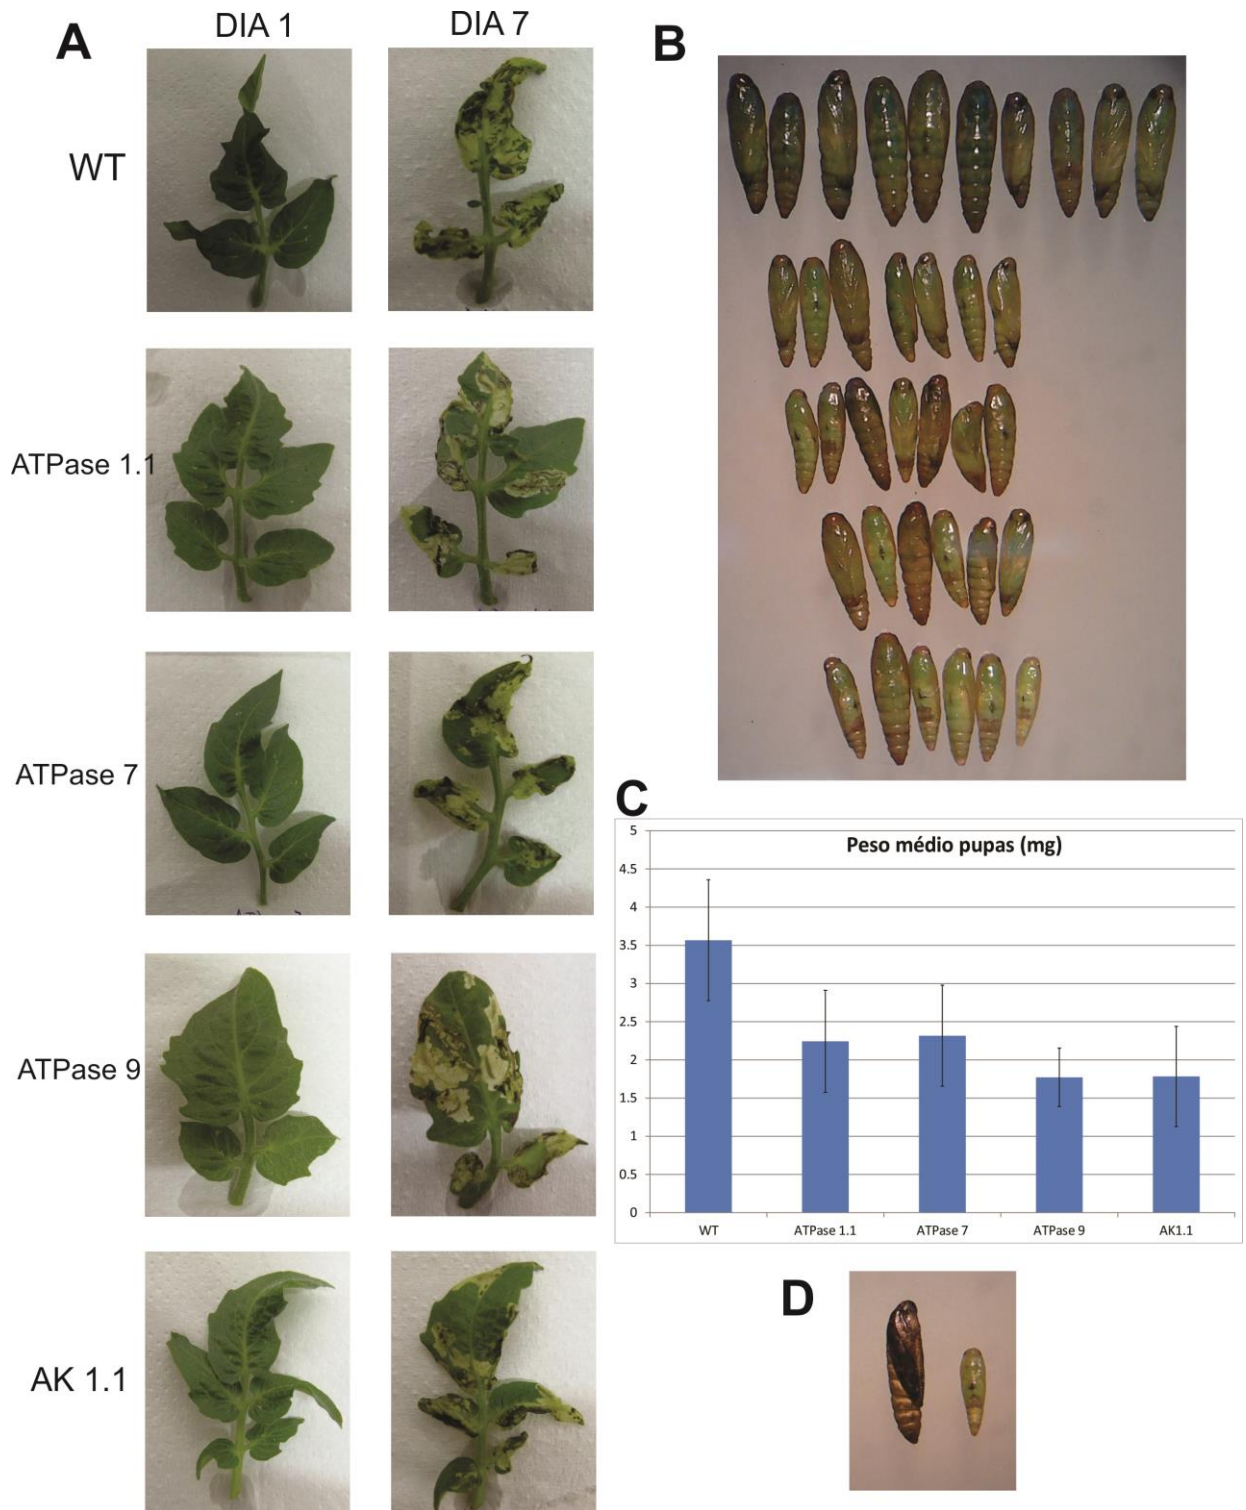 A
DIA 1
DIA 7
WT
ATPase 1.1
ATPase 7
ATPase 9
AK 1.1
B
C
Peso médio pupas (mg)
5
4.5
4
3.5
3
2.5
2
1.5
1
0.5
0
WT
ATPase 1.1
ATPase 7
ATPase 9
AK1.1
D